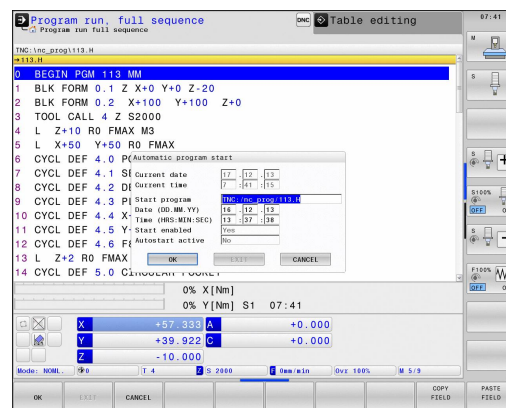 Program run, full sequence
DNC
Table editing
07:41
Program run full sequence
TNC:\nc_prog\113.H
→113.H
0 BEGIN PGM 113 MM
1 BLK FORM 0.1 Z X+0 Y+0 Z-20
2 BLK FORM 0.2 X+100 Y+100 Z+0
3 TOOL CALL 4 Z S2000
4 L Z+10 R0 FMAX M3
5 L X+50 Y+50 R0 FMAX
6 CYCL DEF 4.0 PO
7 CYCL DEF 4.1 SE
8 CYCL DEF 4.2 DE
9 CYCL DEF 4.3 PL
10 CYCL DEF 4.4 X+
11 CYCL DEF 4.5 Y+
12 CYCL DEF 4.6 F
13 L Z+2 R0 FMAX
14 CYCL DEF 5.0 CIRCULAR POCKET
Automatic program start
Current date 17 . 12 . 13
Current time 7 : 41 : 15
Start program TNC:/nc_prog/113.H
Date (DD.MM.YY) 16 . 12 . 13
Time (HRS:MIN:SEC) 13 : 37 : 38
Start enabled Yes
Autostart active No
OK EXIT CANCEL
0% X[Nm]
0% Y[Nm] S1 07:41
X +57.333 A +0.000
Y +39.922 C +0.000
Z -10.000
Mode: NOML. 0 T 4 Z S 2000 F 0mm/min Ovr 100% M 5/9
M
S
S
S100%
OFF
S
F100%
OFF
OK EXIT CANCEL COPY FIELD PASTE FIELD